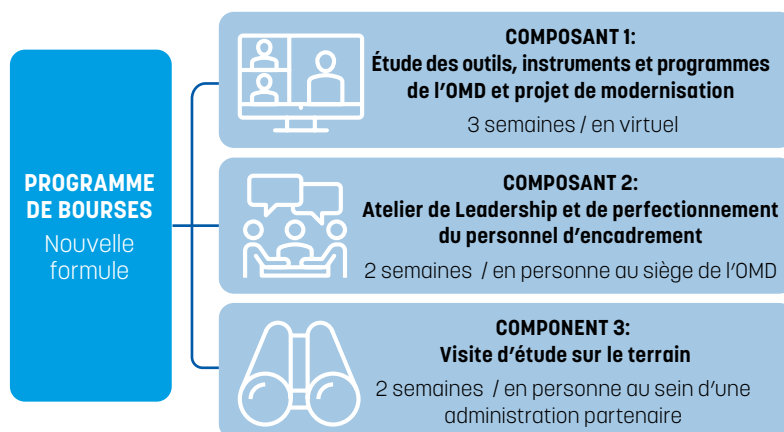 PROGRAMME
DE BOURSES
Nouvelle
formule
COMPOSANT 1:
Étude des outils, instruments et programmes
de l’OMD et projet de modernisation
3 semaines / en virtuel
COMPOSANT 2:
Atelier de Leadership et de perfectionnement
du personnel d’encadrement
2 semaines / en personne au siège de l’OMD
COMPONENT 3:
Visite d’étude sur le terrain
2 semaines / en personne au sein d’une
administration partenaire